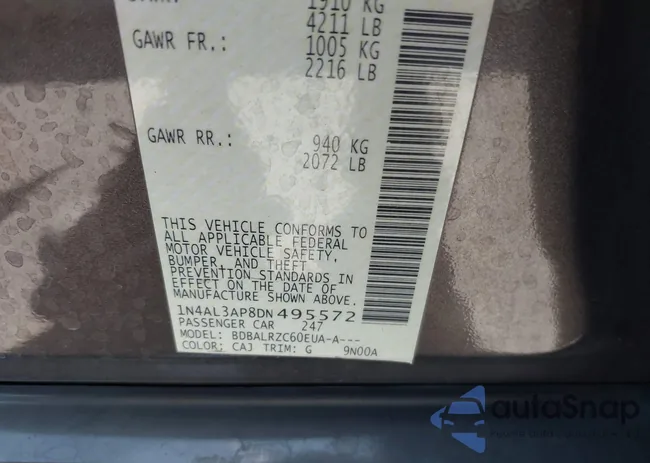 1910 KG
4211 LB
GAWR FR.: 1005 KG
2216 LB
GAWR RR.: 940 KG
2072 LB
THIS VEHICLE CONFORMS TO
ALL APPLICABLE FEDERAL
MOTOR VEHICLE SAFETY,
BUMPER, AND THEFT
PREVENTION STANDARDS IN
EFFECT ON THE DATE OF
MANUFACTURE SHOWN ABOVE.
1N4AL3AP8DN495572
PASSENGER CAR 247
MODEL: BDBALRZC60EUA-A---
COLOR; CAJ TRIM: G 9N00A
autoSnap